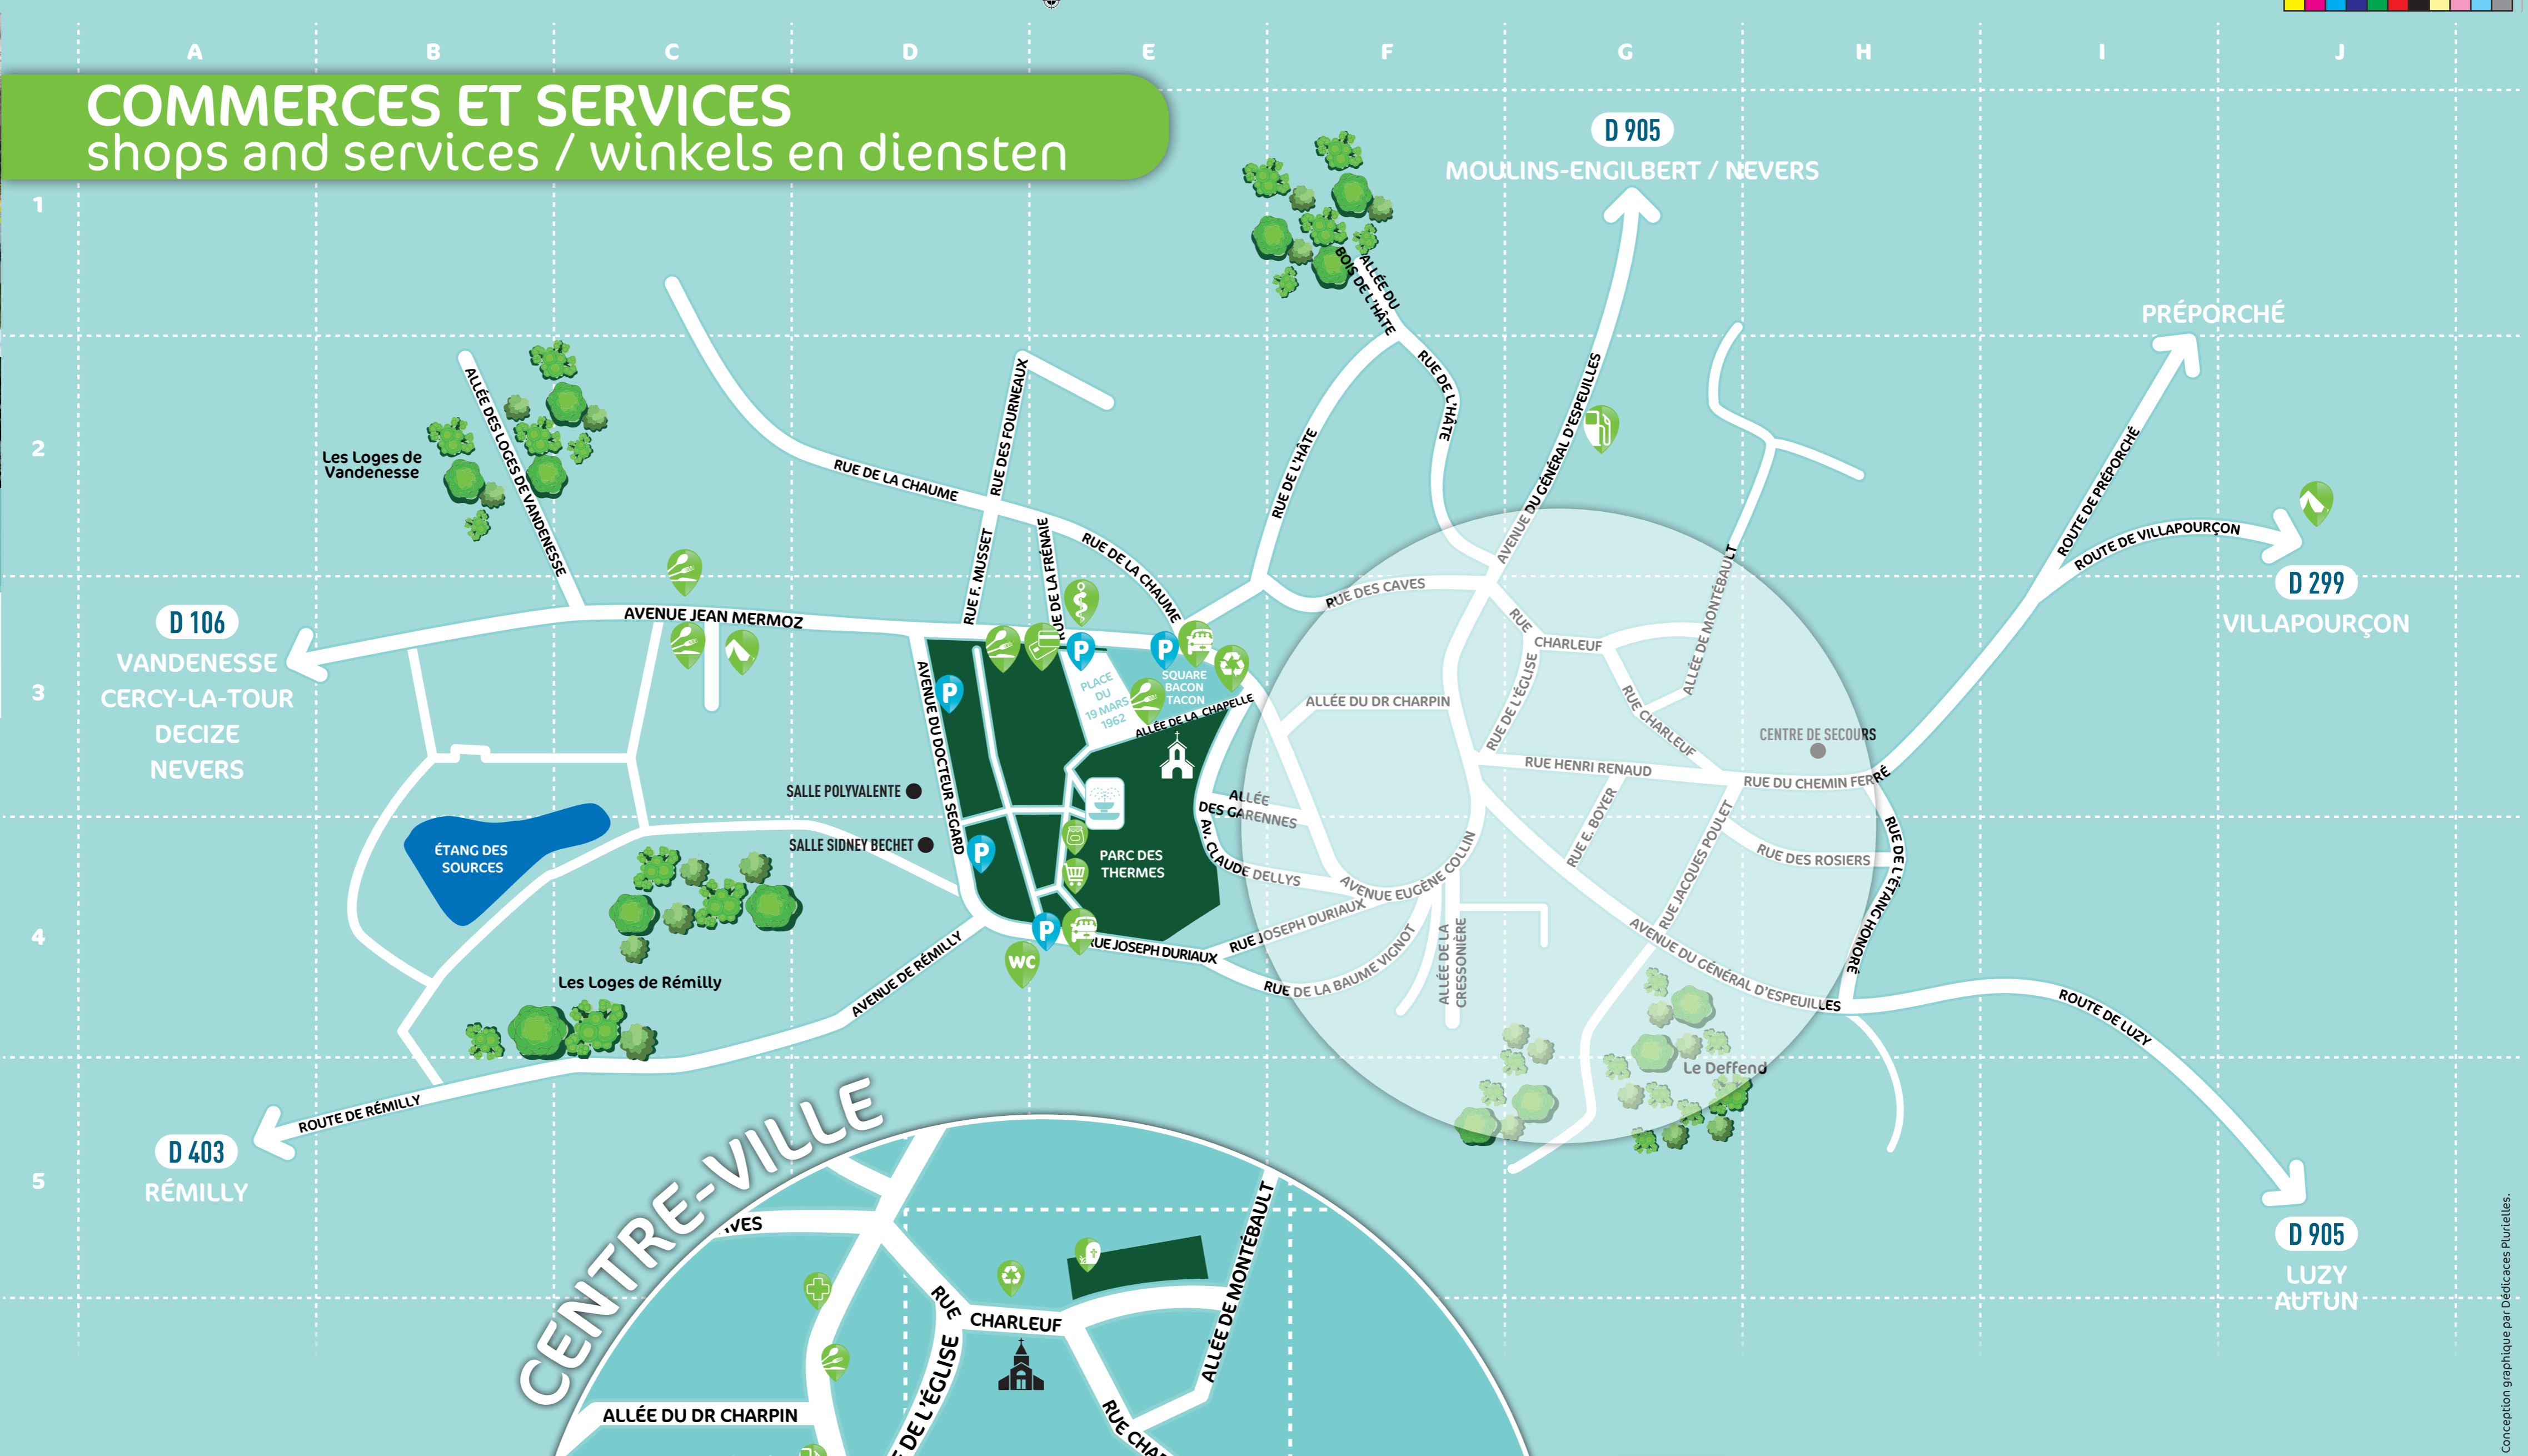 A
B
C
D
E
F
G
H
I
J
COMMERCES ET SERVICES
shops and services / winkels en diensten
D 905
MOULINS-ENGILBERT / NEVERS
1
ALLÉE DU
BOIS DE L'HÂTE
PRÉPORCHÉ
2
Les Loges de
Vandenesse
ALLÉE DES LOGES DE VANDENESSE
RUE DE LA CHAUME
RUE DES FOURNEAUX
RUE DE L'HÂTE
RUE DE L'HÂTE
AVENUE DU GÉNÉRAL D'ESPEUILLES
ROUTE DE PRÉPORCHÉ
ROUTE DE VILLAPOURÇON
D 299
VILLAPOURÇON
RUE F. MUSSET
RUE DE LA FRÊNAIE
RUE DE LA CHAUME
RUE DES CAVES
ALLÉE DE MONTÉBAULT
D 106
VANDENESSE
CERCY-LA-TOUR
DECIZE
NEVERS
3
AVENUE JEAN MERMOZ
P
P
P
PLACE
DU
19 MARS
1962
SQUARE
BACON
TACON
ALLÉE DE LA CHAPELLE
AVENUE DU DOCTEUR SEGARD
RUE
CHARLEUF
RUE DE L'ÉGLISE
RUE CHARLEUF
ALLÉE DU DR CHARPIN
CENTRE DE SECOURS
RUE HENRI RENAUD
RUE DU CHEMIN FERRÉ
SALLE POLYVALENTE
SALLE SIDNEY BECHET
P
ALLÉE
DES GARENNES
AV. CLAUDE DELLYS
PARC DES
THERMES
ÉTANG DES
SOURCES
RUE E. BOYER
RUE JACQUES POULET
RUE DES ROSIERS
RUE DE L'ÉTANG HONORÉ
4
AVENUE EUGÈNE COLLIN
P
WC
RUE JOSEPH DURIAUX
RUE JOSEPH DURIAUX
RUE DE LA BAUME VIGNOT
ALLÉE DE LA
CRESSONIÈRE
AVENUE DU GÉNÉRAL D'ESPEUILLES
AVENUE DE RÉMILLY
Les Loges de Rémilly
ROUTE DE LUZY
Le Deffend
ROUTE DE RÉMILLY
D 403
RÉMILLY
5
D 905
LUZY
AUTUN
CENTRE-VILLE
AVES
RUE
CHARLEUF
ALLÉE DE MONTÉBAULT
DE L'ÉGLISE
ALLÉE DU DR CHARPIN
RUE CHAR
Conception graphique par Dédicaces Plurielles.